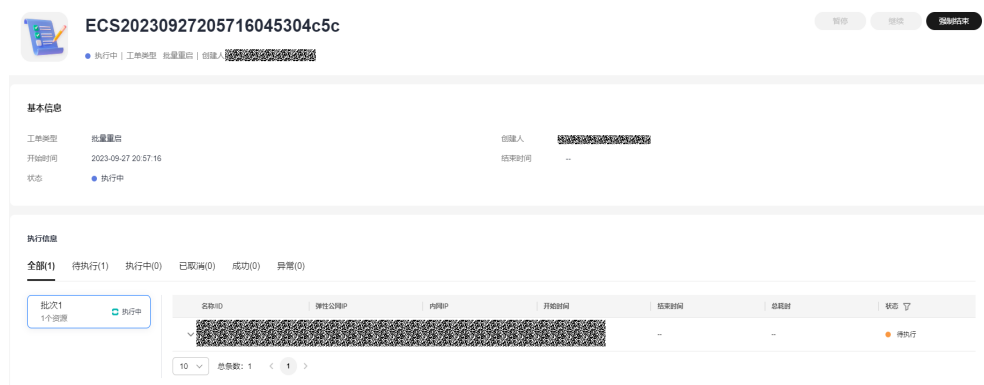 ECS20230927205716045304c5c
暂停 继续 强制结束
执行中 | 工单类型 批量重启 | 创建人
基本信息
工单类型 批量重启 创建人
开始时间 2023-09-27 20:57:16 结束时间 --
状态 执行中
执行信息
全部(1) 待执行(1) 执行中(0) 已取消(0) 成功(0) 异常(0)
批次1 执行中
1个资源
名称/ID 弹性公网IP 内网IP 开始时间 结束时间 总耗时 状态
-- -- 待执行
10 总条数: 1 < 1 >